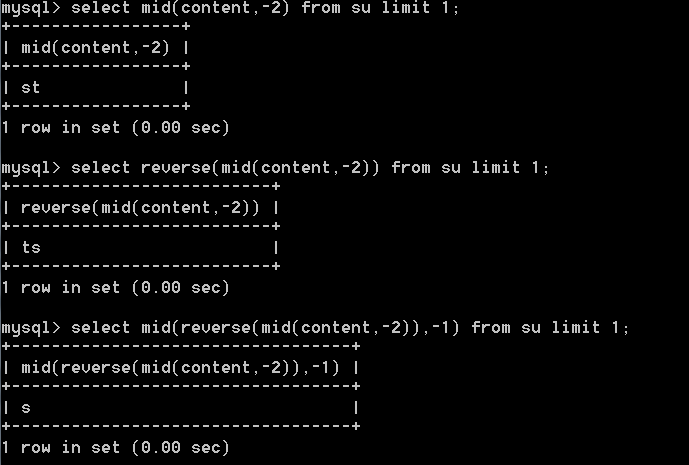 mysql> select mid(content,-2) from su limit 1;
+-----------------+
| mid(content,-2) |
+-----------------+
| st              |
+-----------------+
1 row in set (0.00 sec)

mysql> select reverse(mid(content,-2)) from su limit 1;
+--------------------------+
| reverse(mid(content,-2)) |
+--------------------------+
| ts                       |
+--------------------------+
1 row in set (0.00 sec)

mysql> select mid(reverse(mid(content,-2)),-1) from su limit 1;
+----------------------------------+
| mid(reverse(mid(content,-2)),-1) |
+----------------------------------+
| s                                |
+----------------------------------+
1 row in set (0.00 sec)